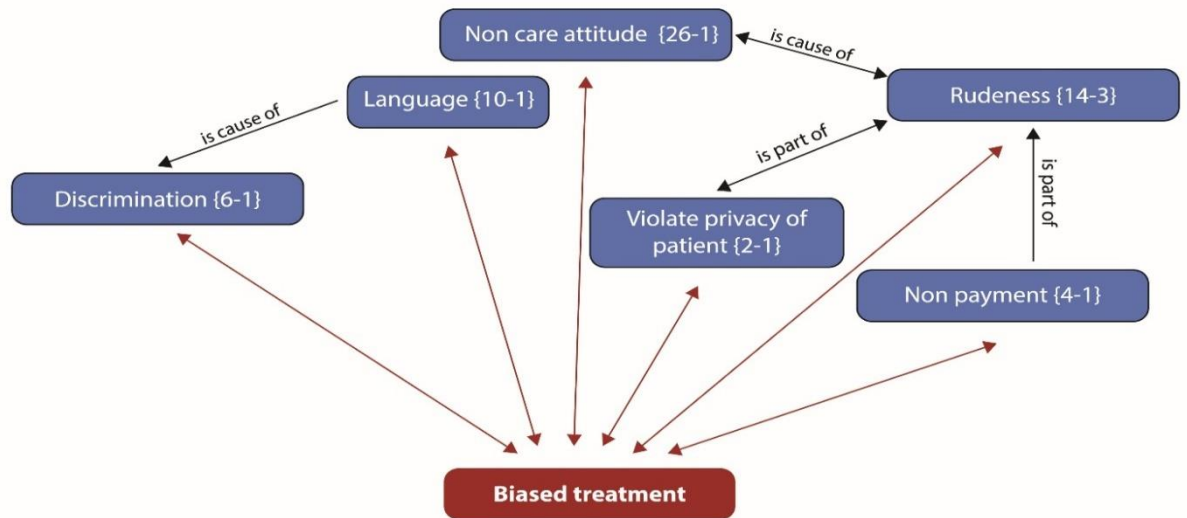 Non care attitude {26-1}
is cause of
Language {10-1}
Rudeness {14-3}
is cause of
is part of
is part of
Discrimination {6-1}
Violate privacy of
patient {2-1}
Non payment {4-1}
Biased treatment